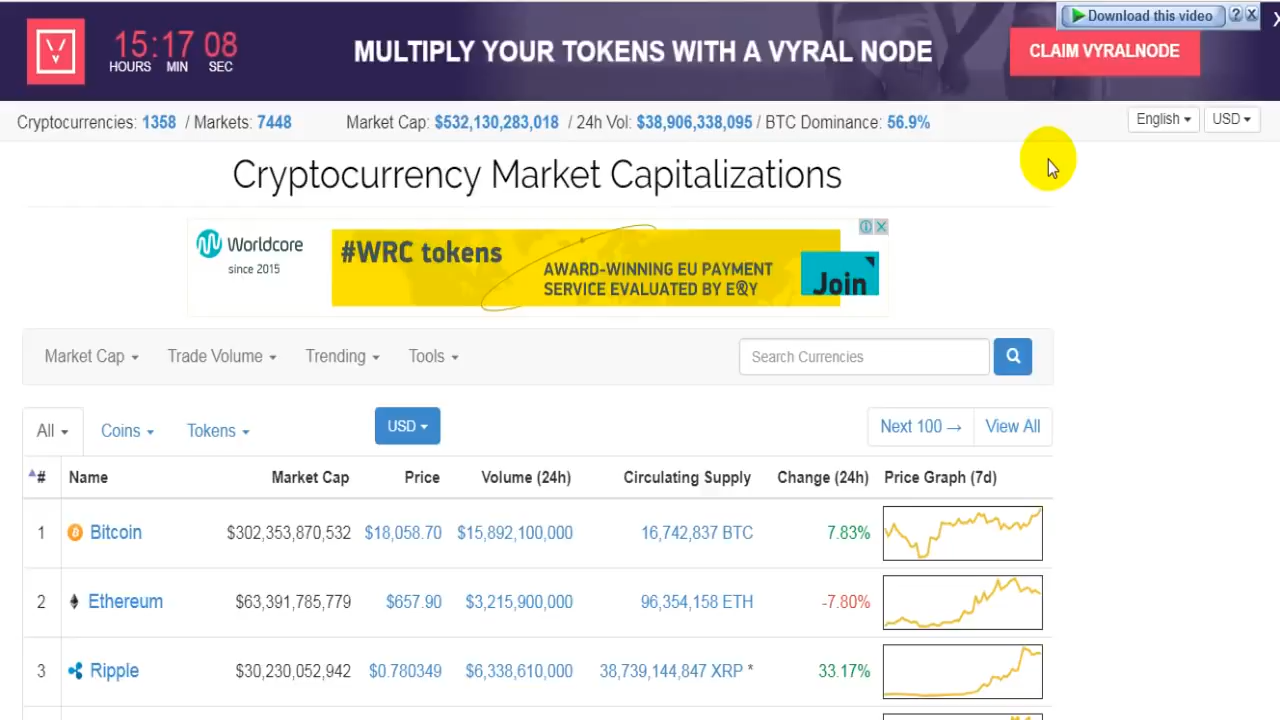 Download this video ? X
15:17 08
HOURS MIN SEC
MULTIPLY YOUR TOKENS WITH A VYRAL NODE
CLAIM VYRALNODE
Cryptocurrencies: 1358 / Markets: 7448 Market Cap: $532,130,283,018 / 24h Vol: $38,906,338,095 / BTC Dominance: 56.9% English USD
Cryptocurrency Market Capitalizations
Worldcore
since 2015
#WRC tokens
AWARD-WINNING EU PAYMENT
SERVICE EVALUATED BY EQY
Join
Market Cap Trade Volume Trending Tools Search Currencies
All Coins Tokens USD Next 100 → View All
# Name Market Cap Price Volume (24h) Circulating Supply Change (24h) Price Graph (7d)
1 Bitcoin $302,353,870,532 $18,058.70 $15,892,100,000 16,742,837 BTC 7.83%
2 Ethereum $63,391,785,779 $657.90 $3,215,900,000 96,354,158 ETH -7.80%
3 Ripple $30,230,052,942 $0.780349 $6,338,610,000 38,739,144,847 XRP * 33.17%